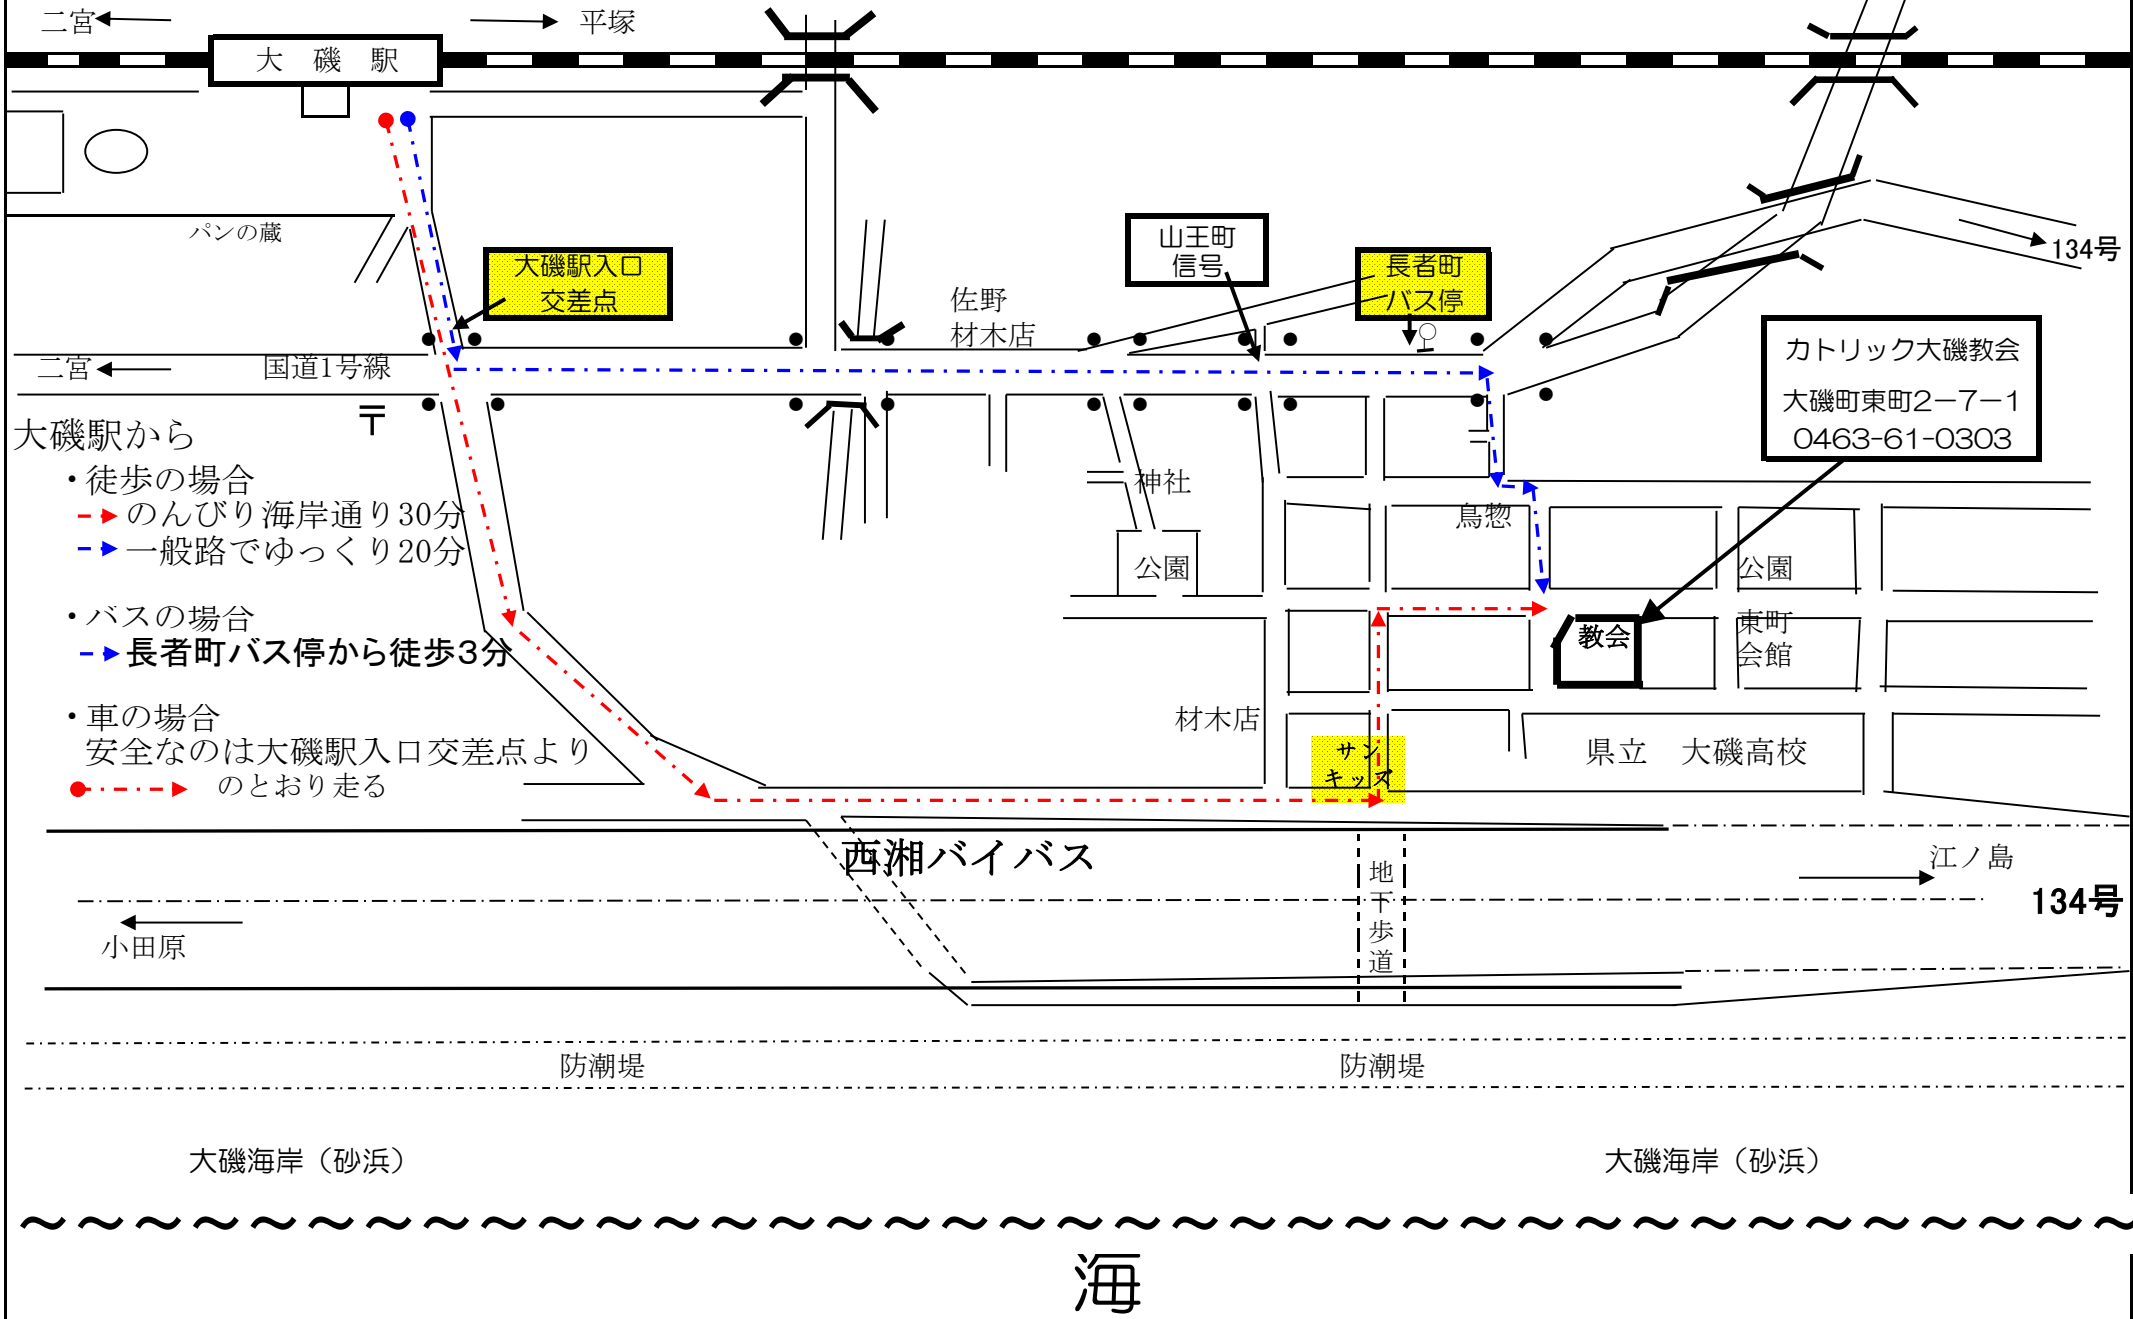 二宮
平塚
大 磯 駅
パンの蔵
大磯駅入口
交差点
山王町
信号
長者町
バス停
134号
佐野
材木店
二宮
国道1号線
〒
カトリック大磯教会
大磯町東町2－7－1
0463-61-0303
大磯駅から
・徒歩の場合
のんびり海岸通り30分
一般路でゆっくり20分
・バスの場合
長者町バス停から徒歩3分
・車の場合
安全なのは大磯駅入口交差点より
のとおり走る
神社
公園
鳥惣
公園
東町
会館
教会
材木店
サン
キッズ
県立 大磯高校
西湘バイパス
地下歩道
江ノ島
134号
小田原
防潮堤
防潮堤
大磯海岸（砂浜）
大磯海岸（砂浜）
海